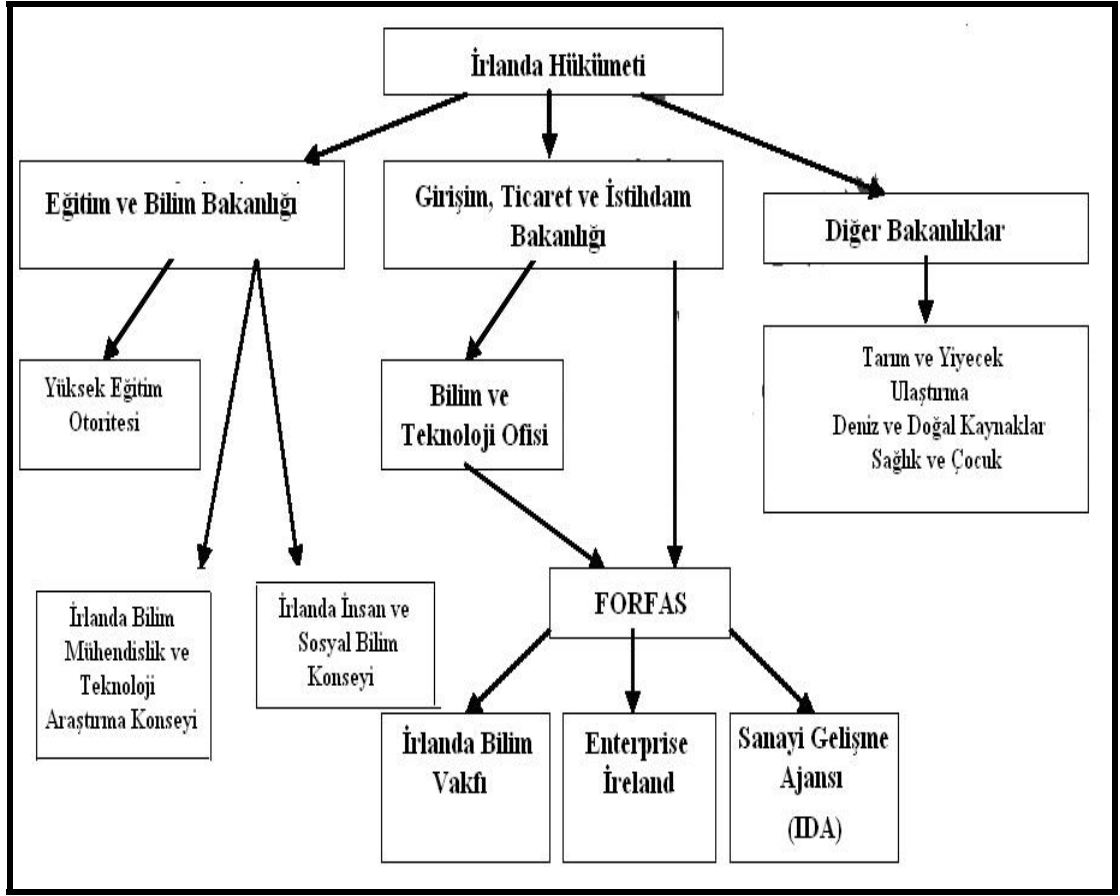 İrlanda Hükümeti
Eğitim ve Bilim Bakanlığı
Girişim, Ticaret ve İstihdam
Bakanlığı
Diğer Bakanlıklar
Yüksek Eğitim
Otoritesi
Bilim ve
Teknoloji Ofisi
Tarım ve Yiyecek
Ulaştırma
Deniz ve Doğal Kaynaklar
Sağlık ve Çocuk
İrlanda Bilim
Mühendislik ve
Teknoloji
Araştırma Konseyi
İrlanda İnsan ve
Sosyal Bilim
Konseyi
FORFAS
İrlanda Bilim
Vakfı
Enterprise
İreland
Sanayi Gelişme
Ajansı
(IDA)